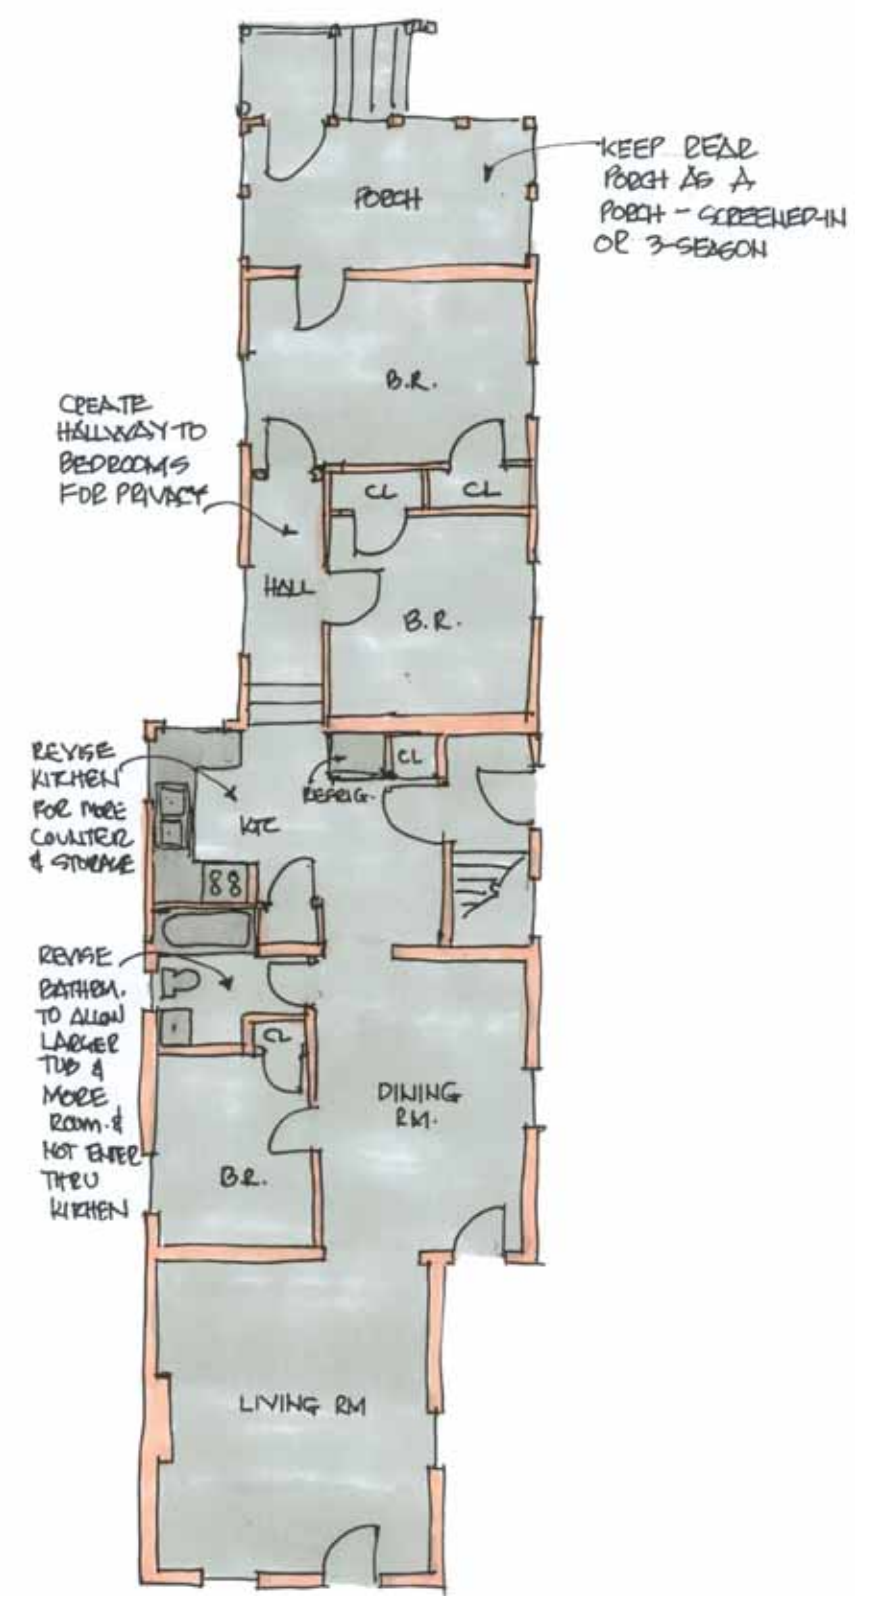 KEEP REAR
PORCH AS A
PORCH - SCREENED-IN
OR 3-SEASON
PORCH
B.R.
CREATE
HALLWAY TO
BEDROOMS
FOR PRIVACY
CL
CL
HALL
B.R.
REVISE
KITCHEN
FOR MORE
COUNTER
& STORAGE
CL
REFRIG.
KTC
REVISE
BATHRM.
TO ALLOW
LARGER
TUB &
MORE
ROOM. &
NOT ENTER
THRU
KITCHEN
CL
DINING
RM.
B.R.
LIVING RM